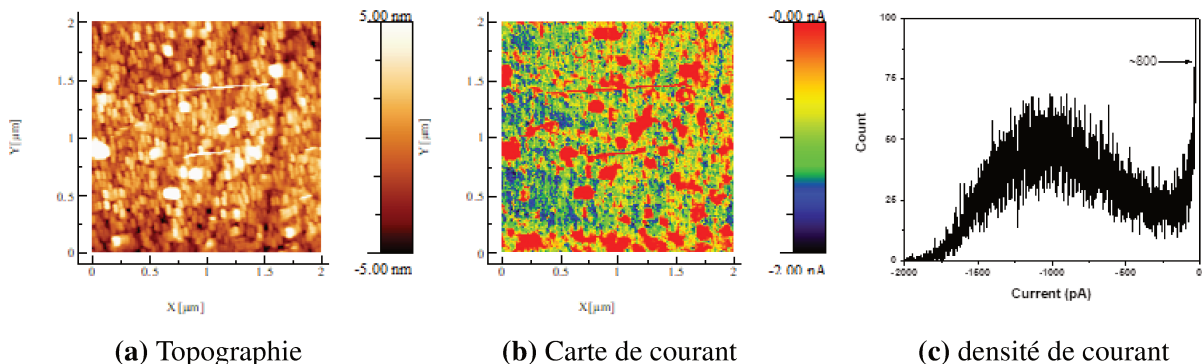 5.00 nm
-5.00 nm
Y[µm]
2
1.5
1
0.5
0
0
0.5
1
1.5
2
X[µm]
-0.00 nA
-2.00 nA
Y[µm]
2
1.5
1
0.5
0
0
0.5
1
1.5
2
X[µm]
100
75
50
25
0
Count
~800
-2000
-1500
-1000
-500
0
Current (pA)
(a) Topographie
(b) Carte de courant
(c) densité de courant